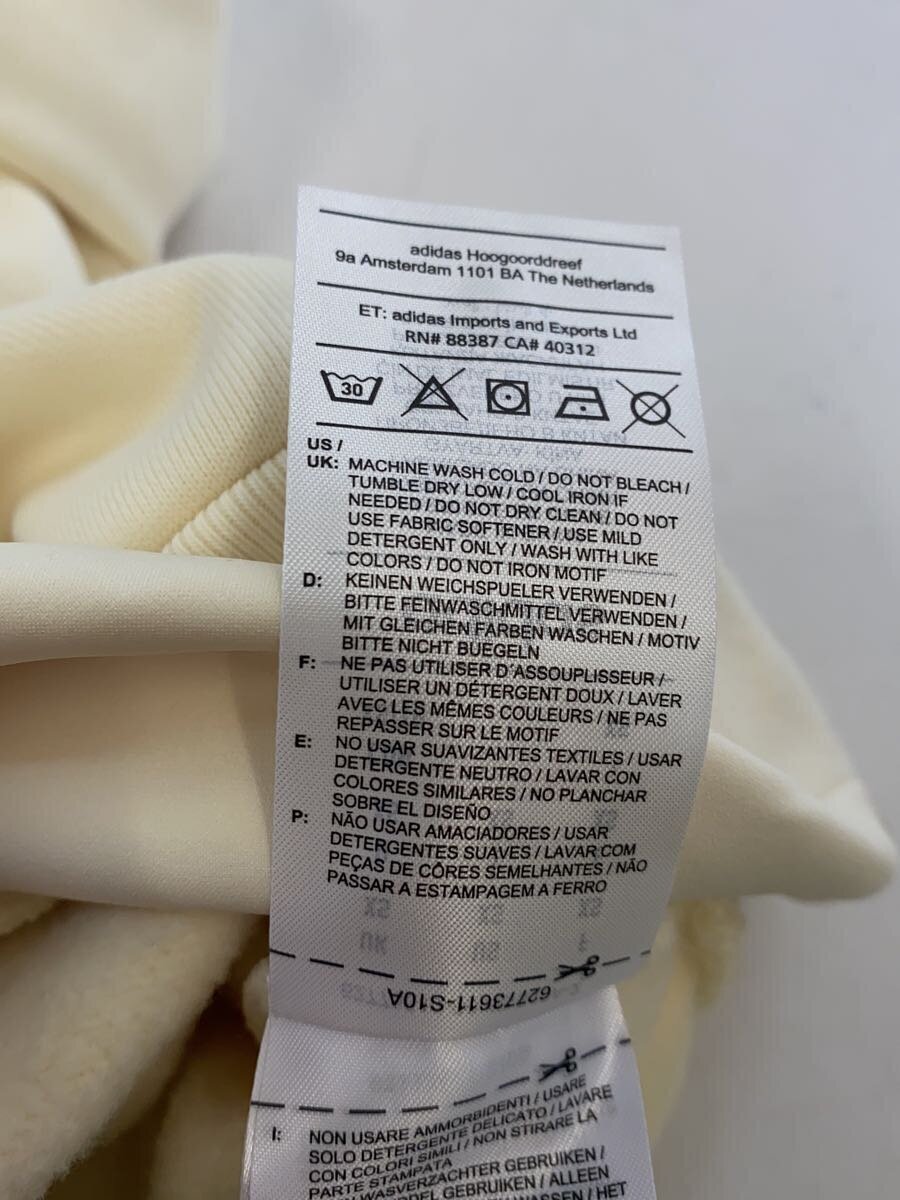 adidas Hoogoorddreef
9a Amsterdam 1101 BA The Netherlands
ET: adidas Imports and Exports Ltd
RN# 88387 CA# 40312
30
US /
UK: MACHINE WASH COLD / DO NOT BLEACH /
TUMBLE DRY LOW / COOL IRON IF
NEEDED / DO NOT DRY CLEAN / DO NOT
USE FABRIC SOFTENER / USE MILD
DETERGENT ONLY / WASH WITH LIKE
COLORS / DO NOT IRON MOTIF
D: KEINEN WEICHSPUELER VERWENDEN /
BITTE FEINWASCHMITTEL VERWENDEN /
MIT GLEICHEN FARBEN WASCHEN / MOTIV
BITTE NICHT BUEGELN
F: NE PAS UTILISER D´ASSOUPLISSEUR /
UTILISER UN DÉTERGENT DOUX / LAVER
AVEC LES MÊMES COULEURS / NE PAS
REPASSER SUR LE MOTIF
E: NO USAR SUAVIZANTES TEXTILES / USAR
DETERGENTE NEUTRO / LAVAR CON
COLORES SIMILARES / NO PLANCHAR
SOBRE EL DISEÑO
P: NÃO USAR AMACIADORES / USAR
DETERGENTES SUAVES / LAVAR COM
PEÇAS DE CÔRES SEMELHANTES / NÃO
PASSAR A ESTAMPAGEM A FERRO
62773611-S10A
I: NON USARE AMMORBIDENTI / USARE
SOLO DETERGENTE DELICATO / LAVARE
CON COLORI SIMILI / NON STIRARE LA
PARTE STAMPATA
WASVERZACHTER GEBRUIKEN /
GEBRUIKEN / ALLEEN
WASSEN / HET